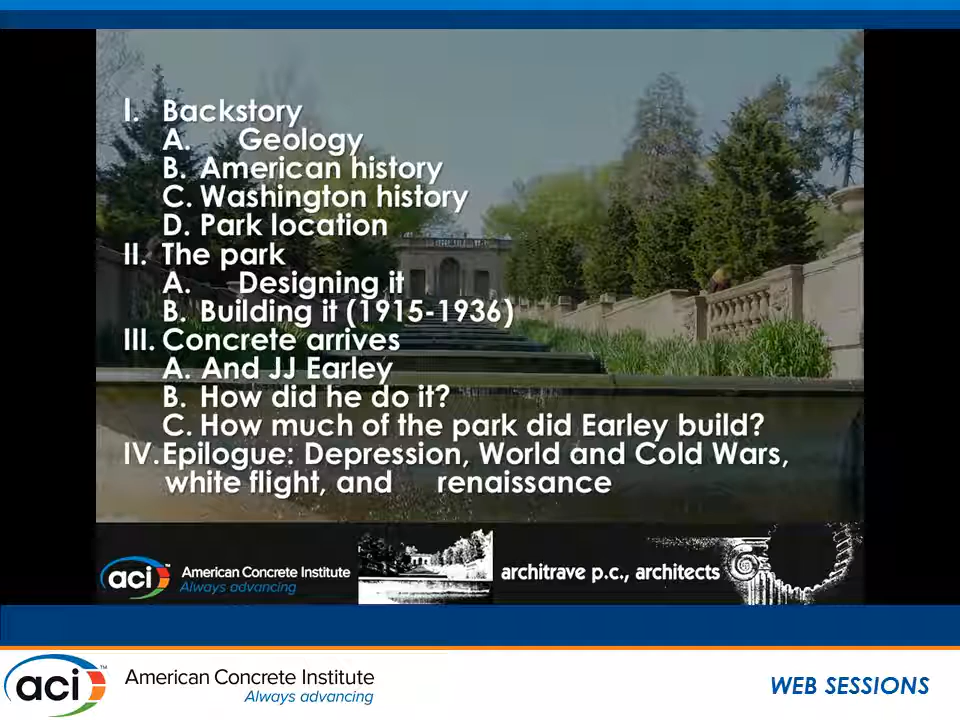 I. Backstory
A. Geology
B. American history
C. Washington history
D. Park location
II. The park
A. Designing it
B. Building it (1915-1936)
III. Concrete arrives
A. And JJ Earley
B. How did he do it?
C. How much of the park did Earley build?
IV. Epilogue: Depression, World and Cold Wars,
white flight, and renaissance
aci™ American Concrete Institute
Always advancing
architrave p.c., architects
aci™ American Concrete Institute
Always advancing
WEB SESSIONS